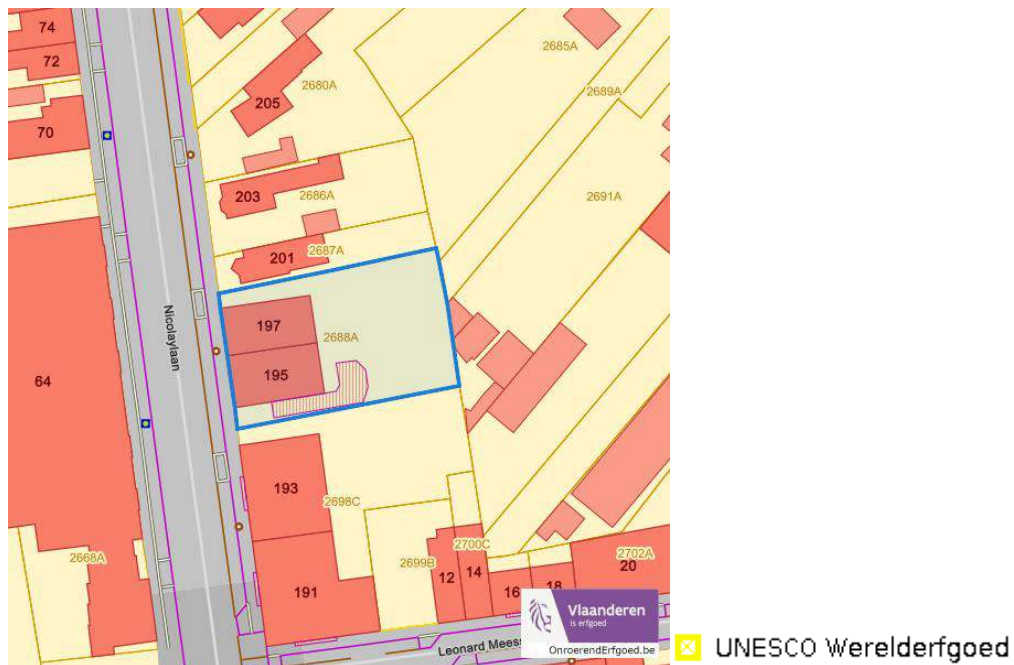 74
72
2685A
2680A
2689A
205
70
203
2686A
2691A
201
2687A
Nicolaylaan
197
2688A
195
64
193
2698C
2668A
2699B
2700C
2702A
12
14
20
191
16
18
Vlaanderen
is erfgoed
OnroerendErfgoed.be
Leonard Meess
UNESCO Werelderfgoed